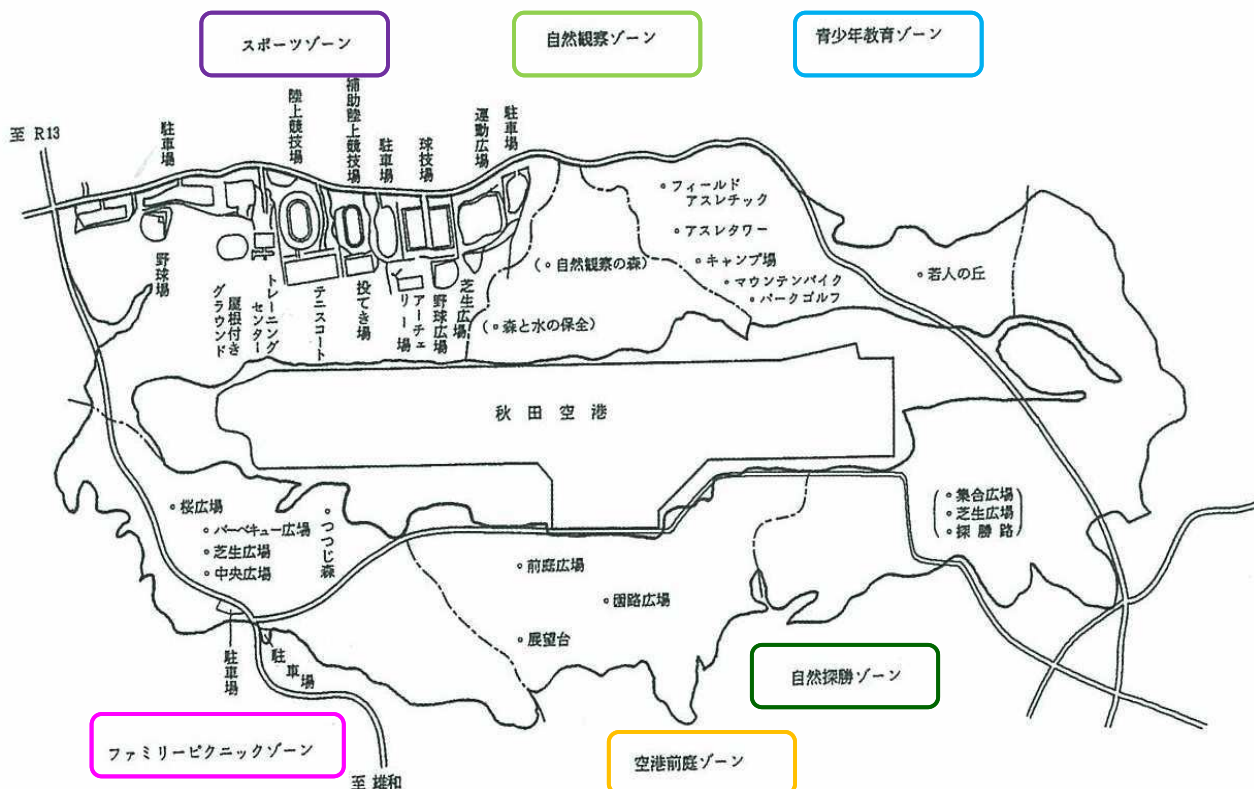 スポーツゾーン
自然観察ゾーン
青少年教育ゾーン
至 R13
駐車場
陸上競技場
補助陸上競技場
駐車場
球技場
運動広場
駐車場
野球場
屋根付き
グラウンド
トレーニング
センター
テニスコート
投てき場
アーチェ
リー場
野球広場
芝生広場
(∘自然観察の森)
(∘森と水の保全)
∘フィールド
アスレチック
∘アスレタワー
∘キャンプ場
∘マウンテンバイク
∘パークゴルフ
∘若人の丘
秋田空港
∘桜広場
∘バーベキュー広場
∘芝生広場
∘中央広場
∘つつじ森
駐車場
駐車場
∘前庭広場
∘園路広場
∘展望台
∘集合広場
∘芝生広場
∘探勝路
自然探勝ゾーン
ファミリーピクニックゾーン
空港前庭ゾーン
至 雄和